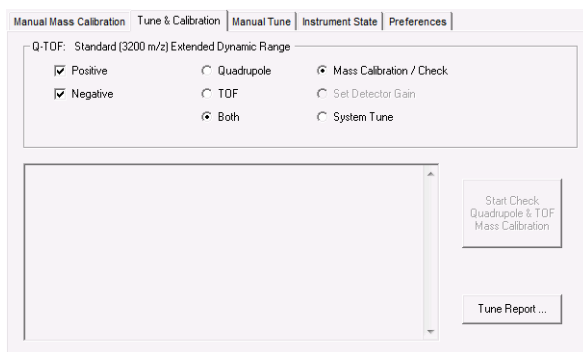 Manual Mass Calibration Tune & Calibration Manual Tune Instrument State Preferences
Q-TOF: Standard (3200 m/z) Extended Dynamic Range
Positive Quadrupole Mass Calibration / Check
Negative TOF Set Detector Gain
Both System Tune
Start Check
Quadrupole & TOF
Mass Calibration
Tune Report ...